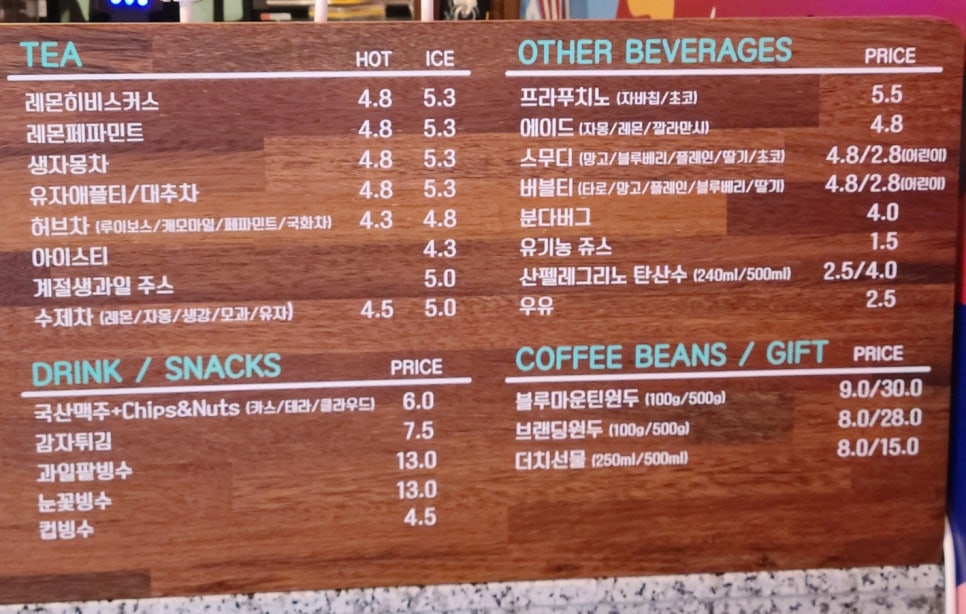 TEA HOT ICE
레몬히비스커스 4.8 5.3
레몬페파민트 4.8 5.3
생자몽차 4.8 5.3
유자애플티/대추차 4.8 5.3
허브차 (루이보스/캐모마일/페파민트/국화차) 4.3 4.8
아이스티 4.3
계절생과일 주스 5.0
수제차 (레몬/자몽/생강/모과/유자) 4.5 5.0
DRINK / SNACKS PRICE
국산맥주+Chips&Nuts (카스/테라/클라우드) 6.0
감자튀김 7.5
과일팥빙수 13.0
눈꽃빙수 13.0
컵빙수 4.5
OTHER BEVERAGES PRICE
프라푸치노 (자바칩/초코) 5.5
에이드 (자몽/레몬/깔라만시) 4.8
스무디 (망고/블루베리/플레인/딸기/초코) 4.8/2.8(어린이)
버블티 (타로/망고/플레인/블루베리/딸기) 4.8/2.8(어린이)
분다버그 4.0
유기농 쥬스 1.5
산펠레그리노 탄산수 (240ml/500ml) 2.5/4.0
우유 2.5
COFFEE BEANS / GIFT PRICE
블루마운틴원두 (100g/500g) 9.0/30.0
브랜딩원두 (100g/500g) 8.0/28.0
더치선물 (250ml/500ml) 8.0/15.0